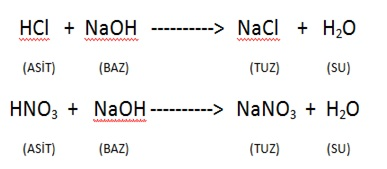 HCl + NaOH ----------> NaCl + H₂O
(ASİT) (BAZ) (TUZ) (SU)
HNO₃ + NaOH ----------> NaNO₃ + H₂O
(ASİT) (BAZ) (TUZ) (SU)